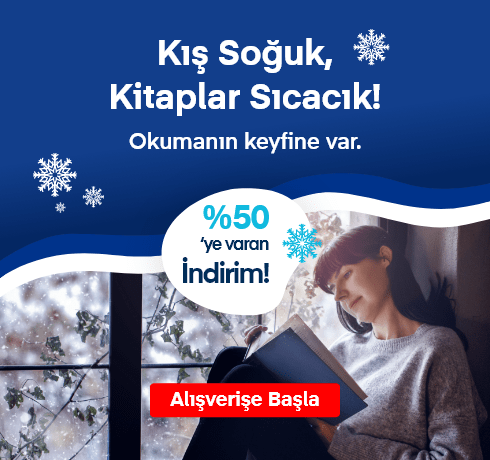 Kış Soğuk,
Kitaplar Sıcacık!
Okumanın keyfine var.
%50
'ye varan
İndirim!
Alışverişe Başla